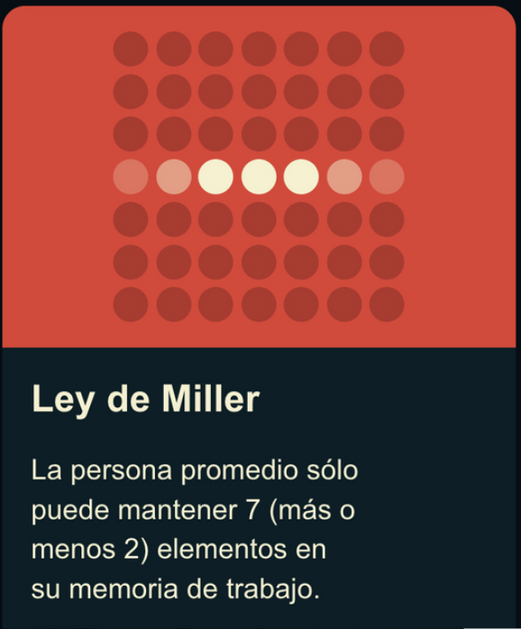 Ley de Miller
La persona promedio sólo
puede mantener 7 (más o
menos 2) elementos en
su memoria de trabajo.